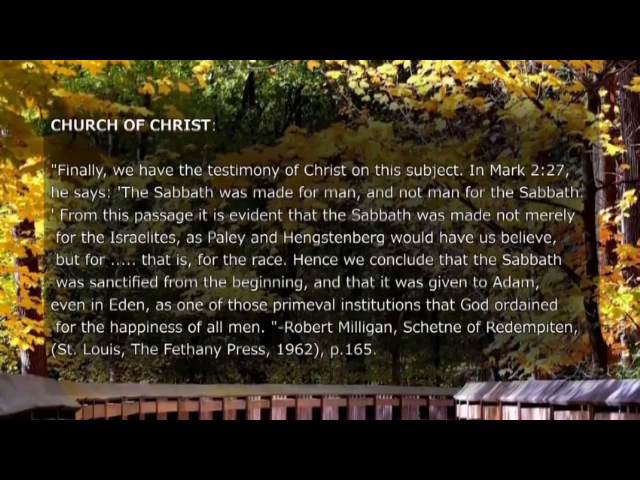 CHURCH OF CHRIST:
"Finally, we have the testimony of Christ on this subject. In Mark 2:27,
he says: 'The Sabbath was made for man, and not man for the Sabbath.
' From this passage it is evident that the Sabbath was made not merely
for the Israelites, as Paley and Hengstenberg would have us believe,
but for ..... that is, for the race. Hence we conclude that the Sabbath
was sanctified from the beginning, and that it was given to Adam,
even in Eden, as one of those primeval institutions that God ordained
for the happiness of all men. "-Robert Milligan, Schetne of Redempiten,
(St. Louis, The Fethany Press, 1962), p.165.